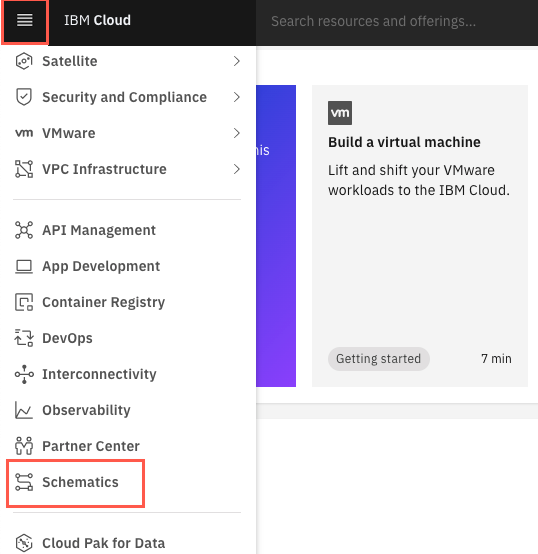 IBM Cloud
Search resources and offerings...
Satellite
Security and Compliance
vm VMware
VPC Infrastructure
API Management
App Development
Container Registry
DevOps
Interconnectivity
Observability
Partner Center
Schematics
Cloud Pak for Data
his
vm
Build a virtual machine
Lift and shift your VMware
workloads to the IBM Cloud.
Getting started 7 min